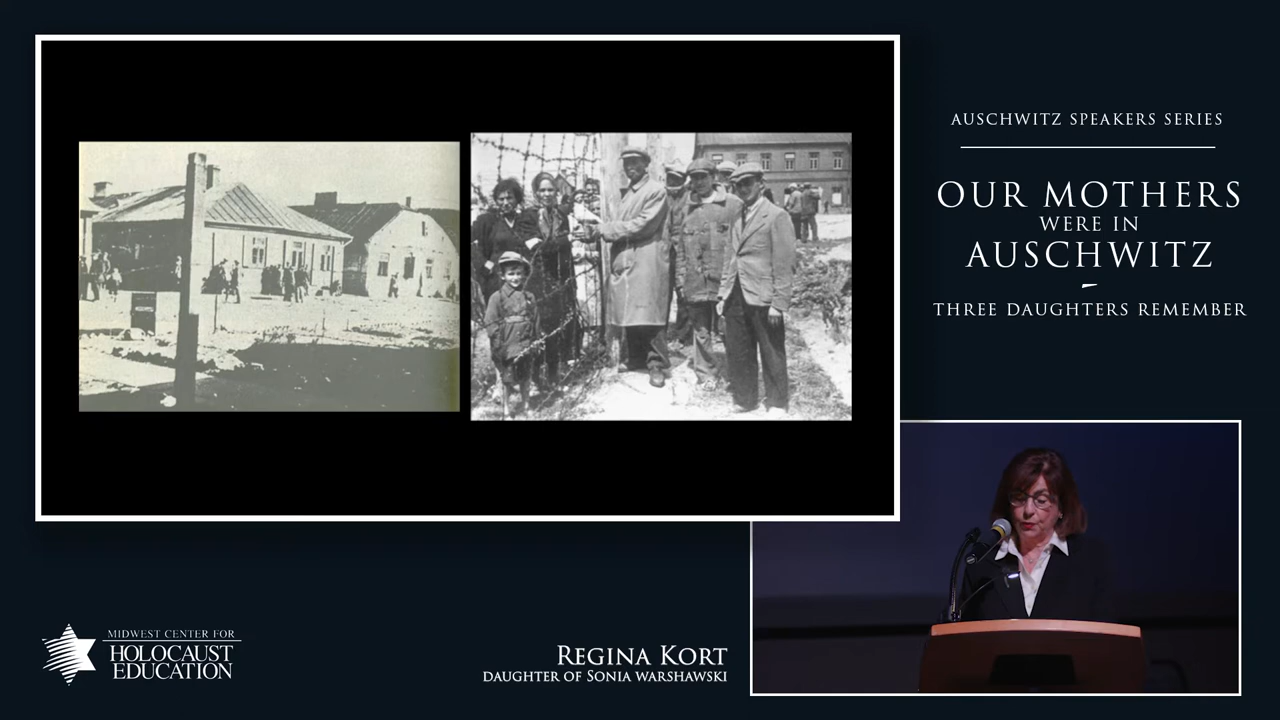 AUSCHWITZ SPEAKERS SERIES
OUR MOTHERS
WERE IN
AUSCHWITZ
THREE DAUGHTERS REMEMBER
MIDWEST CENTER FOR
HOLOCAUST
EDUCATION
REGINA KORT
DAUGHTER OF SONIA WARSHAWSKI